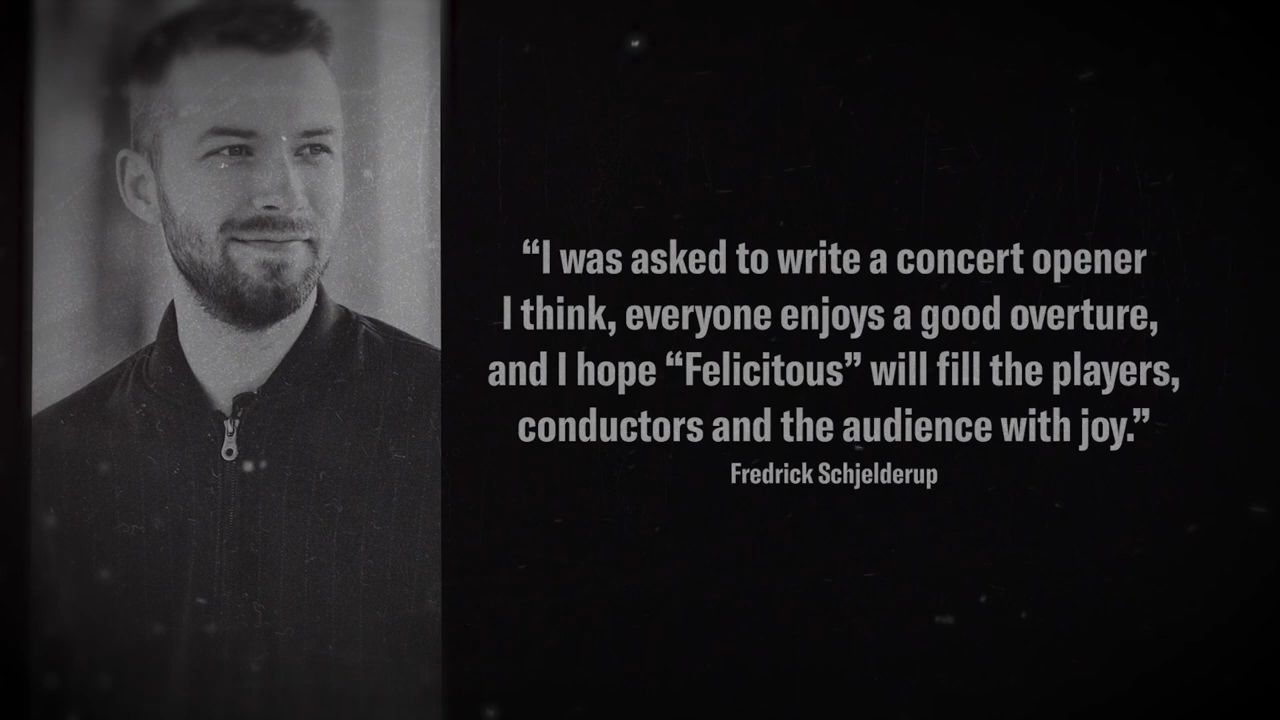 “I was asked to write a concert opener
I think, everyone enjoys a good overture,
and I hope “Felicitous” will fill the players,
conductors and the audience with joy.”
Fredrick Schjelderup